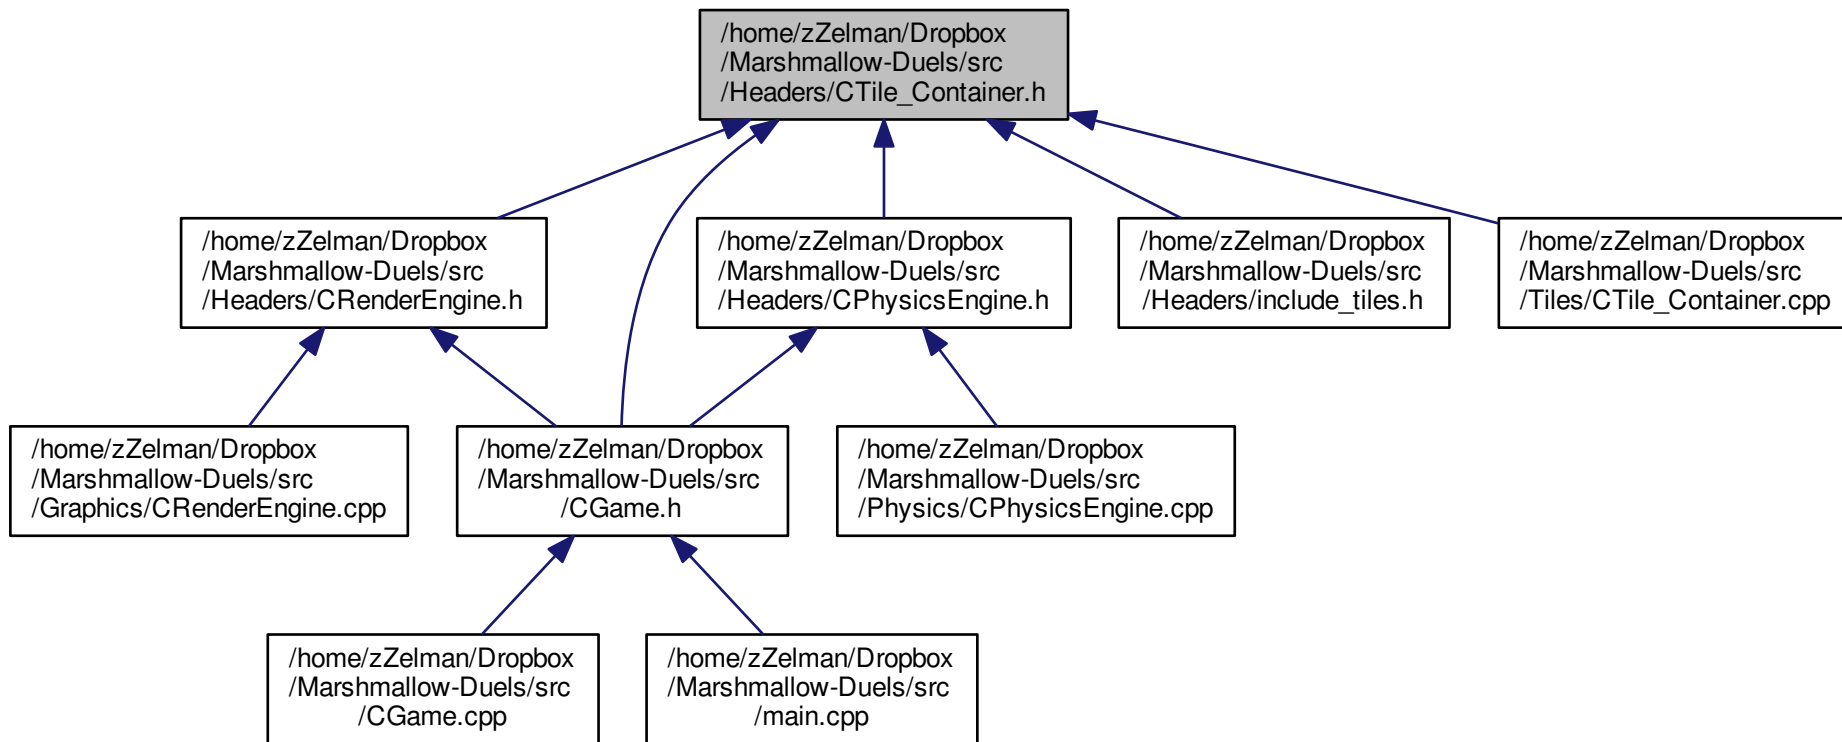 /home/zZelman/Dropbox
/Marshmallow-Duels/src
/Headers/CTile_Container.h
/home/zZelman/Dropbox
/Marshmallow-Duels/src
/Headers/CRenderEngine.h
/home/zZelman/Dropbox
/Marshmallow-Duels/src
/Headers/CPhysicsEngine.h
/home/zZelman/Dropbox
/Marshmallow-Duels/src
/Headers/include_tiles.h
/home/zZelman/Dropbox
/Marshmallow-Duels/src
/Tiles/CTile_Container.cpp
/home/zZelman/Dropbox
/Marshmallow-Duels/src
/Graphics/CRenderEngine.cpp
/home/zZelman/Dropbox
/Marshmallow-Duels/src
/CGame.h
/home/zZelman/Dropbox
/Marshmallow-Duels/src
/Physics/CPhysicsEngine.cpp
/home/zZelman/Dropbox
/Marshmallow-Duels/src
/CGame.cpp
/home/zZelman/Dropbox
/Marshmallow-Duels/src
/main.cpp